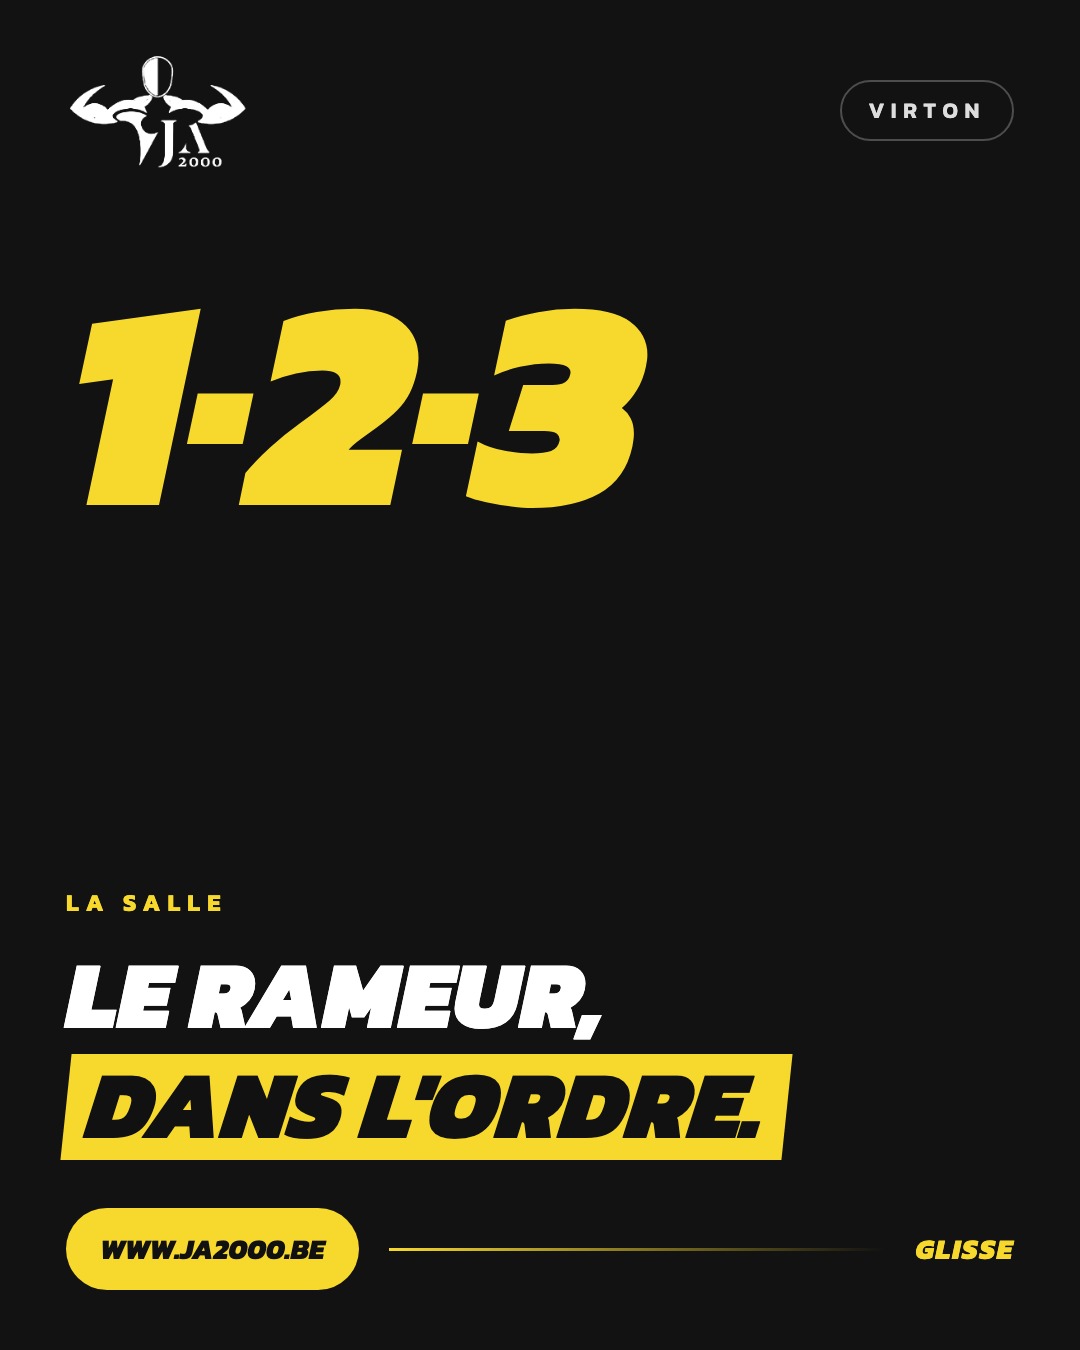 JA
2000
VIRTON
1-2-3
LA SALLE
LE RAMEUR,
DANS L'ORDRE.
WWW.JA2000.BE
GLISSE